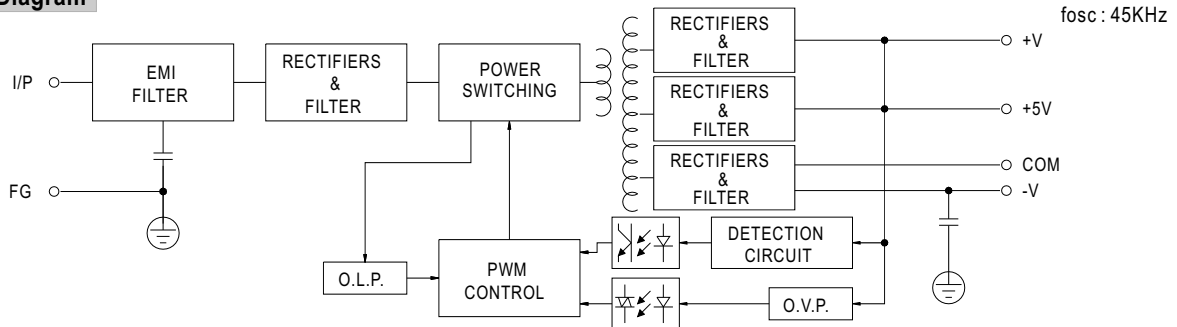 Diagram
fosc : 45KHz
I/P
EMI
FILTER
RECTIFIERS
&
FILTER
POWER
SWITCHING
RECTIFIERS
&
FILTER
+V
RECTIFIERS
&
FILTER
+5V
RECTIFIERS
&
FILTER
COM
-V
FG
DETECTION
CIRCUIT
O.L.P.
PWM
CONTROL
O.V.P.